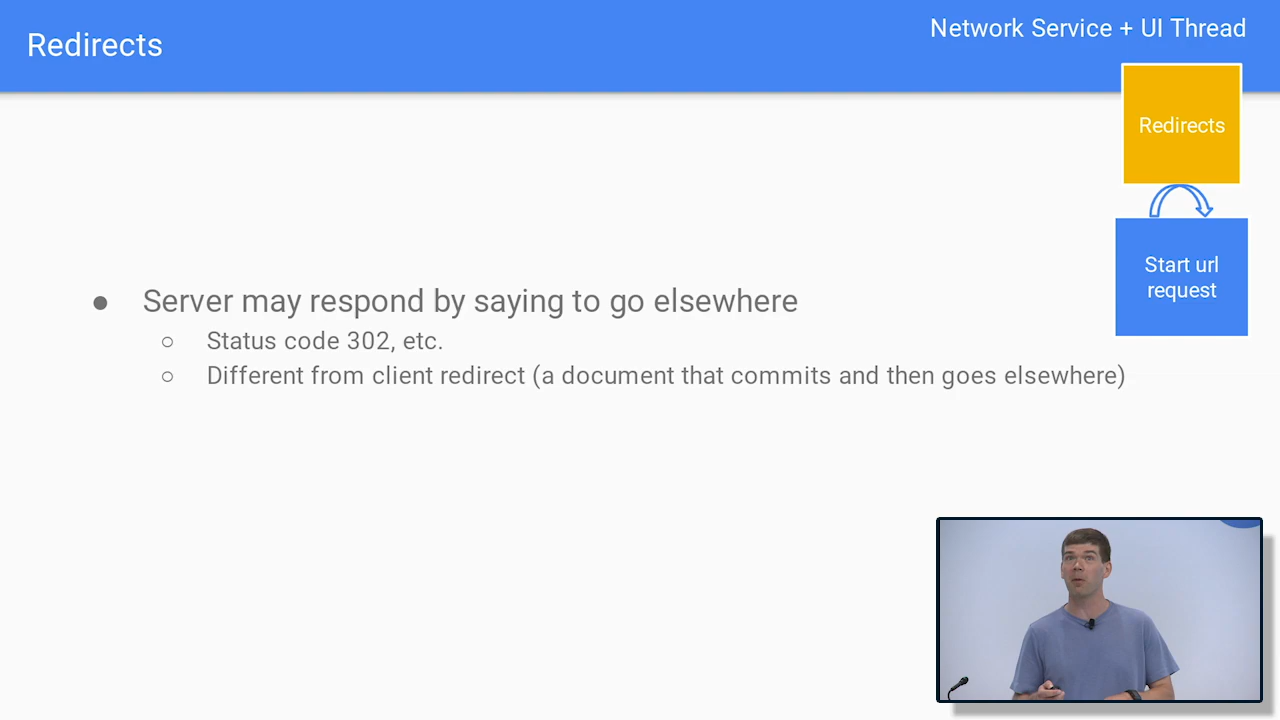 Redirects
Network Service + UI Thread
Redirects
Start url
request
● Server may respond by saying to go elsewhere
○ Status code 302, etc.
○ Different from client redirect (a document that commits and then goes elsewhere)